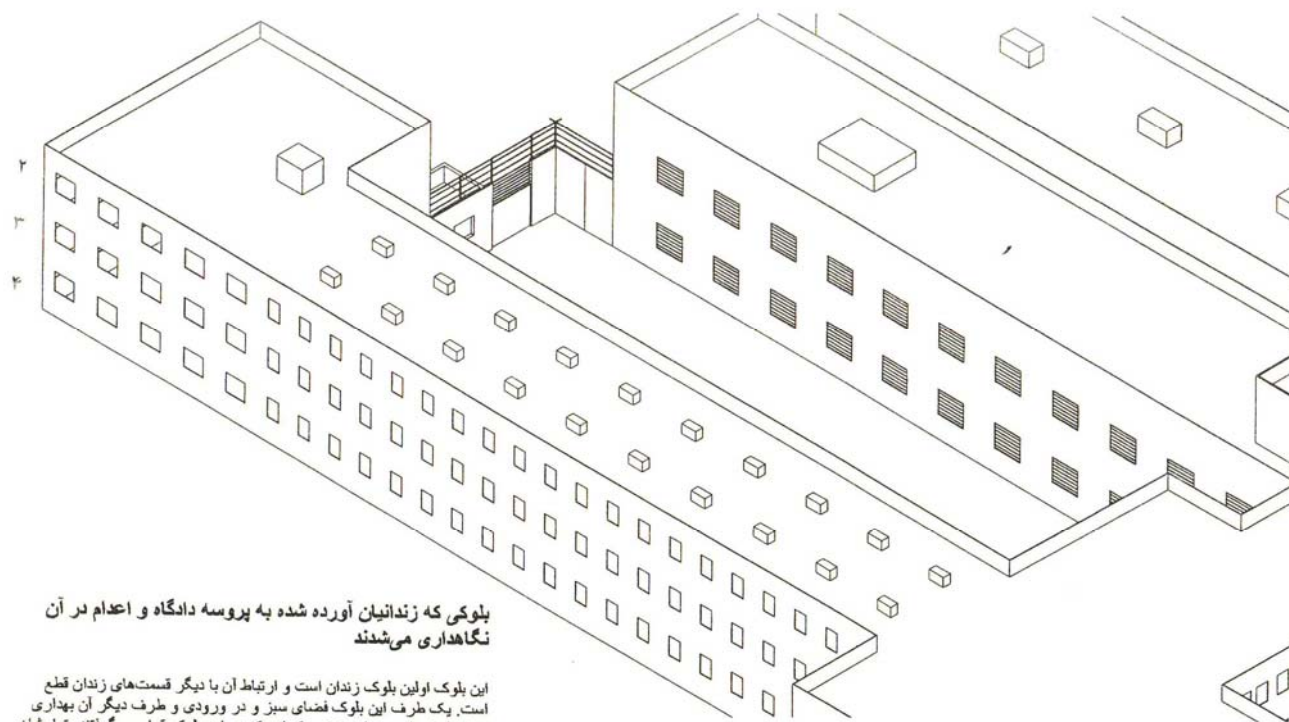 ۲
۳
۴
بلوکی که زندانیان آورده شده به پروسه دادگاه و اعدام در آن
نگاهداری می‌شدند
این بلوک اولین بلوک زندان است و ارتباط آن با دیگر قسمت‌های زندان قطع
است. یک طرف این بلوک فضای سبز و در ورودی و طرف دیگر آن بهداری